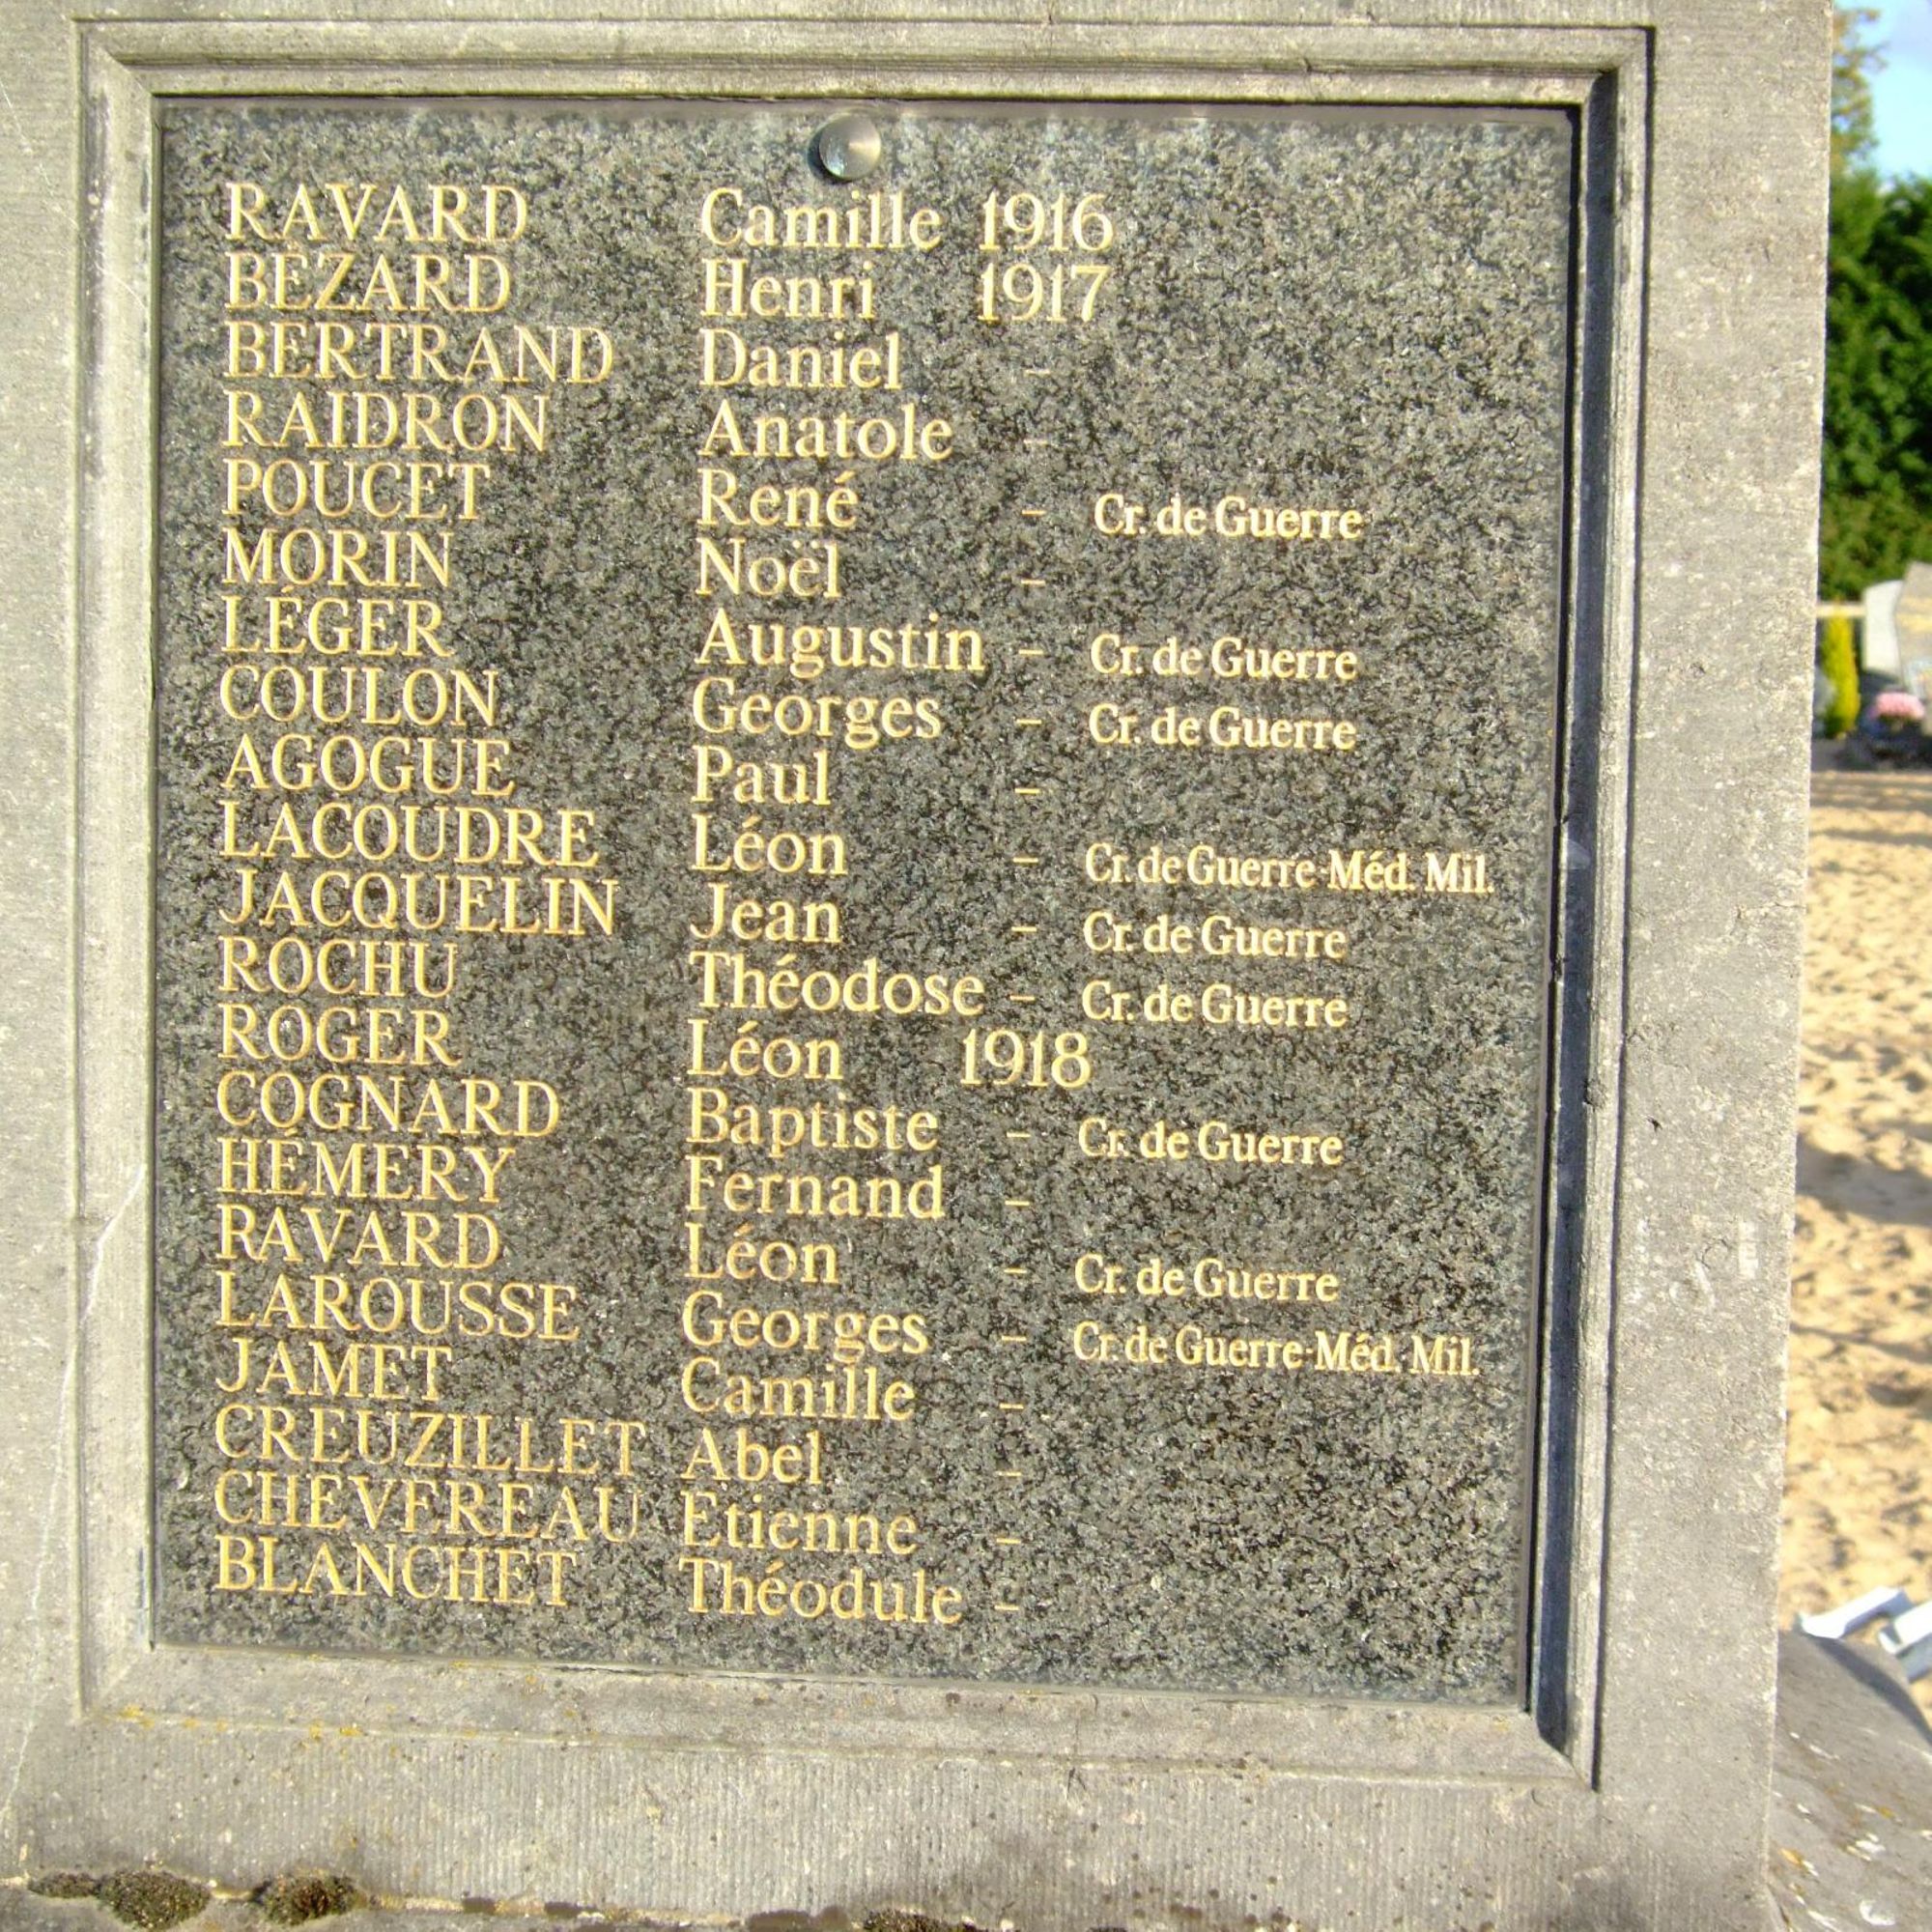 RAVARD Camille 1916
BÉZARD Henri 1917
BERTRAND Daniel -
RAIDRON Anatole -
POUCET René - Cr. de Guerre
MORIN Noël -
LÉGER Augustin - Cr. de Guerre
COULON Georges - Cr. de Guerre
AGOGUE Paul -
LACOUDRE Léon - Cr. de Guerre-Méd. Mil.
JACQUELIN Jean - Cr. de Guerre
ROCHU Théodose - Cr. de Guerre
ROGER Léon 1918
COGNARD Baptiste - Cr. de Guerre
HÉMERY Fernand -
RAVARD Léon - Cr. de Guerre
LAROUSSE Georges - Cr. de Guerre-Méd. Mil.
JAMET Camille -
CREUZILLET Abel -
CHEVEREAU Etienne -
BLANCHET Théodule -